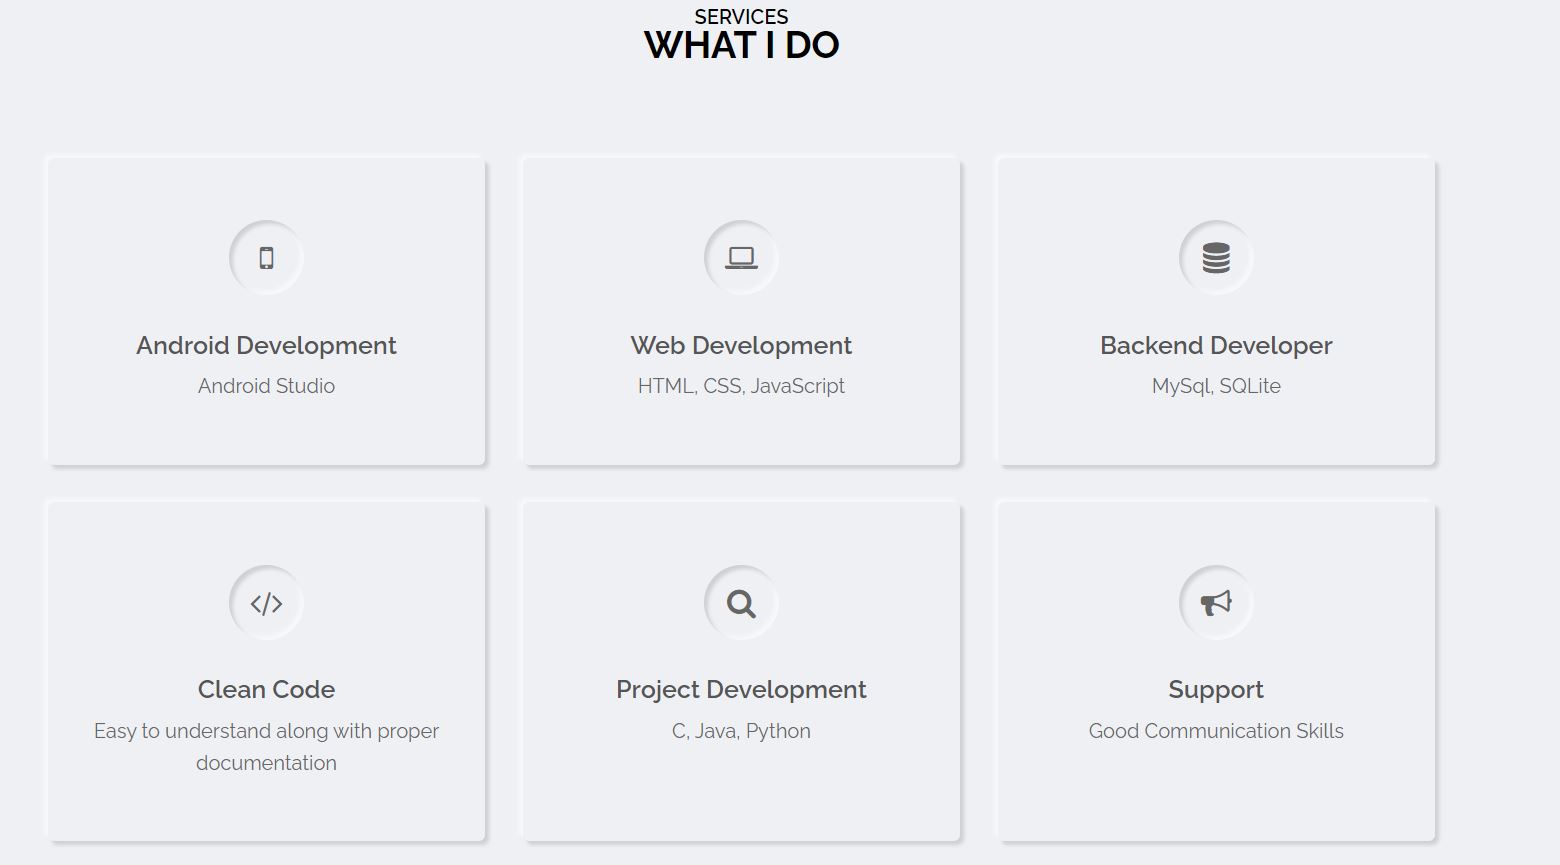 SERVICES
WHAT I DO
Android Development
Android Studio
Web Development
HTML, CSS, JavaScript
Backend Developer
MySql, SQLite
Clean Code
Easy to understand along with proper
documentation
Project Development
C, Java, Python
Support
Good Communication Skills